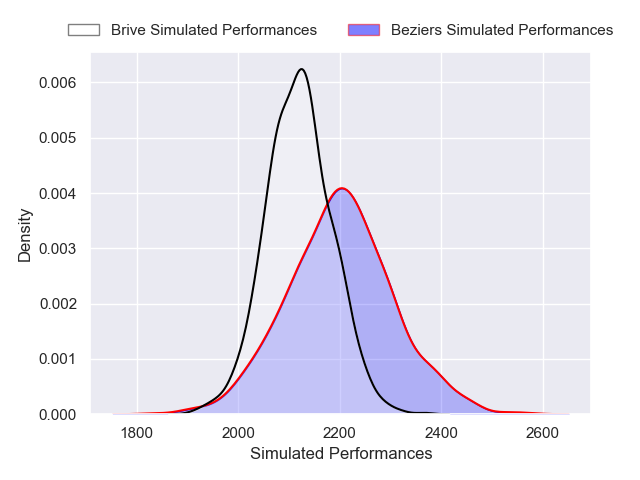 Brive Simulated Performances Beziers Simulated Performances
0.006
0.005
0.004
0.003
0.002
0.001
0.000
Density
1800 2000 2200 2400 2600
Simulated Performances